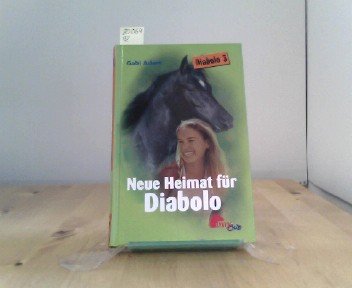 Gabi Adam
Diabolo 3
Neue Heimat für
Diabolo